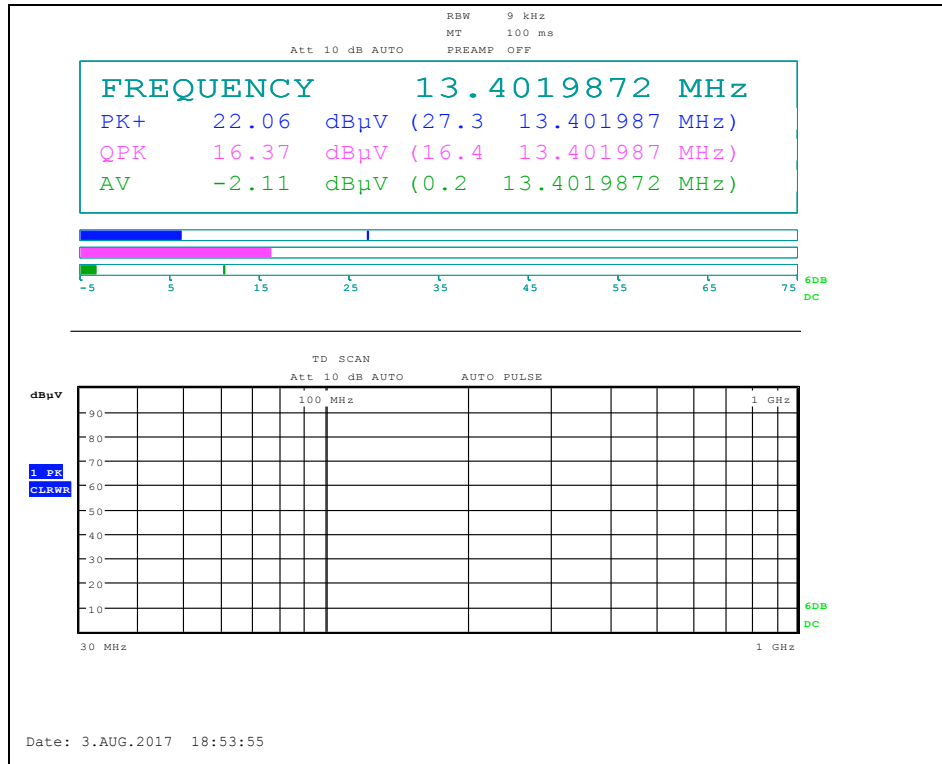 RBW 9 kHz
MT 100 ms
Att 10 dB AUTO PREAMP OFF
FREQUENCY 13.4019872 MHz
PK+ 22.06 dBµV (27.3 13.401987 MHz)
QPK 16.37 dBµV (16.4 13.401987 MHz)
AV -2.11 dBµV (0.2 13.4019872 MHz)
-5 5 15 25 35 45 55 65 75
6DB
DC
TD SCAN
Att 10 dB AUTO AUTO PULSE
dBµV
100 MHz 1 GHz
90
80
70
1 PK
CLRWR
60
50
40
30
20
10
6DB
DC
30 MHz 1 GHz
Date: 3.AUG.2017 18:53:55